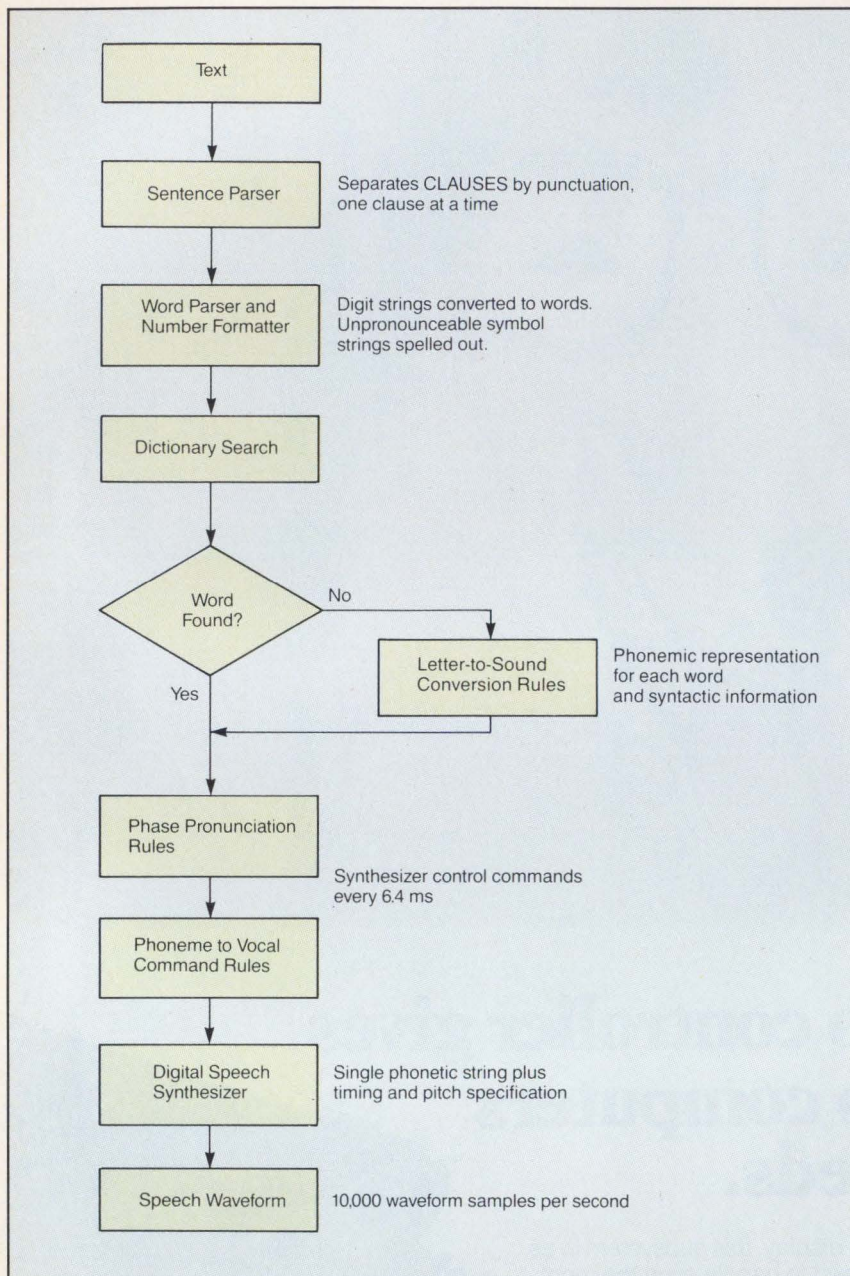 Text
Sentence Parser
Separates CLAUSES by punctuation,
one clause at a time
Word Parser and
Number Formatter
Digit strings converted to words.
Unpronounceable symbol
strings spelled out.
Dictionary Search
Word
Found?
No
Yes
Letter-to-Sound
Conversion Rules
Phonemic representation
for each word
and syntactic information
Phase Pronunciation
Rules
Synthesizer control commands
every 6.4 ms
Phoneme to Vocal
Command Rules
Digital Speech
Synthesizer
Single phonetic string plus
timing and pitch specification
Speech Waveform
10,000 waveform samples per second